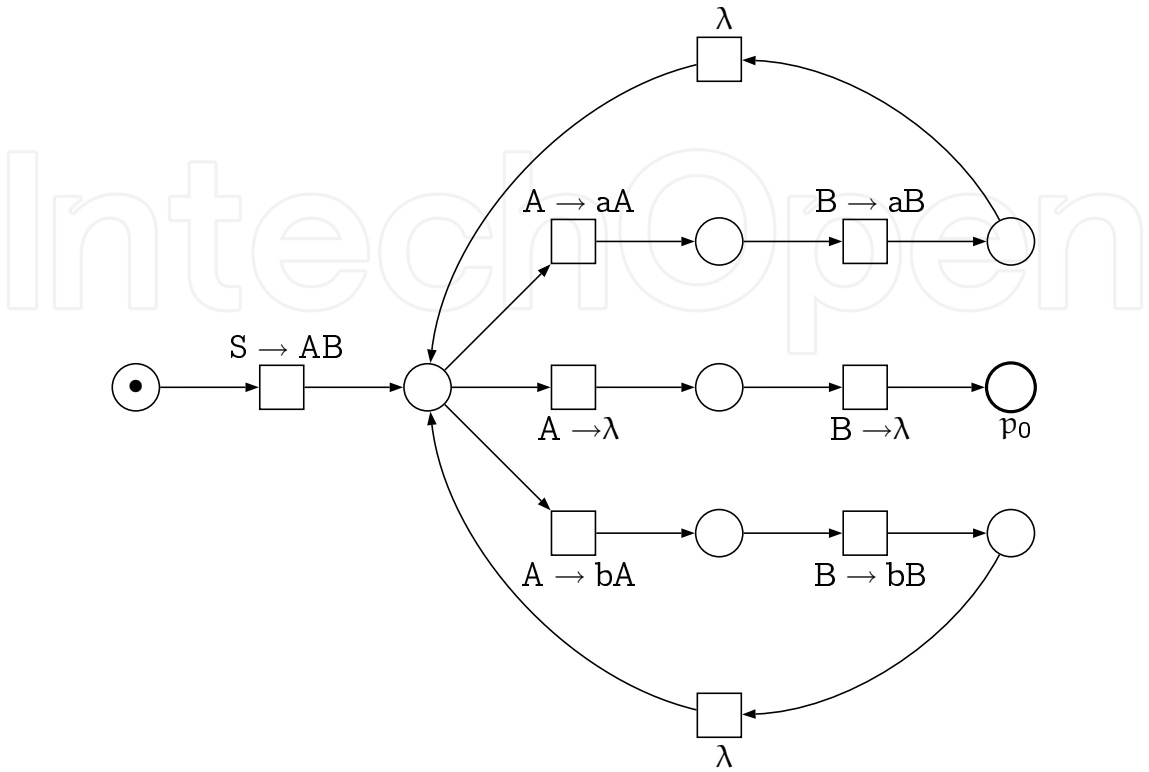 λ
A → aA
B → aB
S → AB
A →λ
B →λ
p₀
A → bA
B → bB
λ
IntechOpen